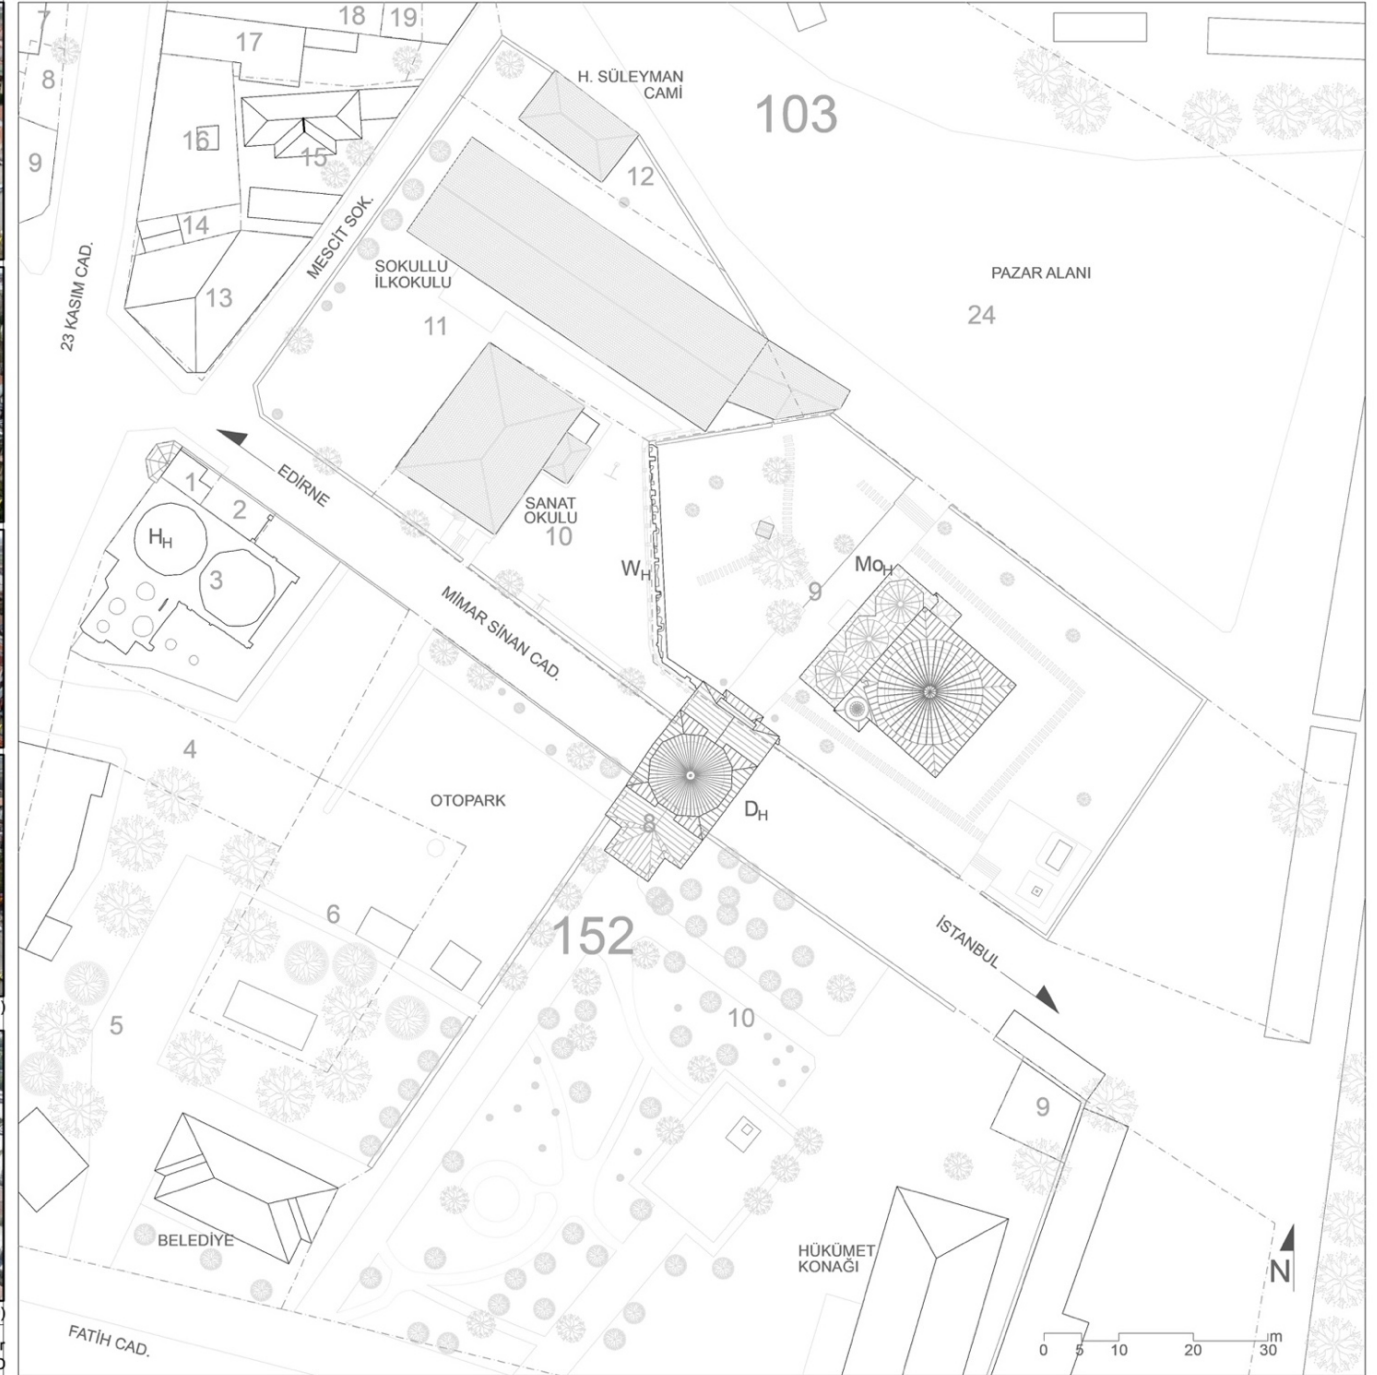 7
18
19
17
8
H. SÜLEYMAN
CAMİ
103
16
15
9
12
14
MESCİT SOK.
SOKULLU
İLKOKULU
PAZAR ALANI
13
23 KASIM CAD.
11
24
EDİRNE
1
2
SANAT
OKULU
10
HH
3
WH
MoH
9
MİMAR SİNAN CAD.
4
OTOPARK
DH
8
6
152
İSTANBUL
5
10
9
BELEDİYE
HÜKÜMET
KONAĞI
N
FATİH CAD.
m
0 5 10 20 30